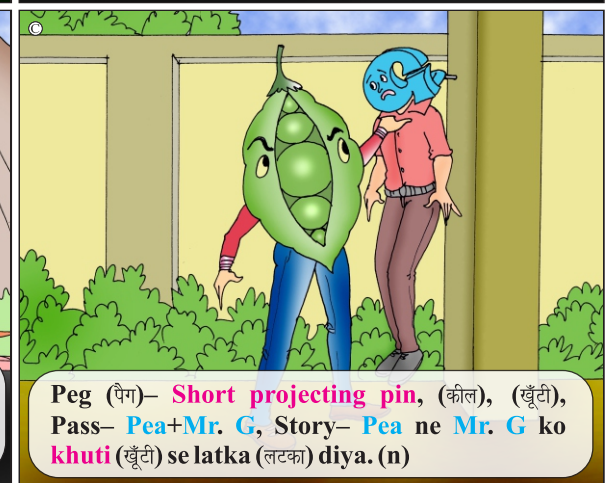 ©
Peg (पैग)– Short projecting pin, (कील), (खूँटी),
Pass– Pea+Mr. G, Story– Pea ne Mr. G ko
khuti (खूँटी) se latka (लटका) diya. (n)